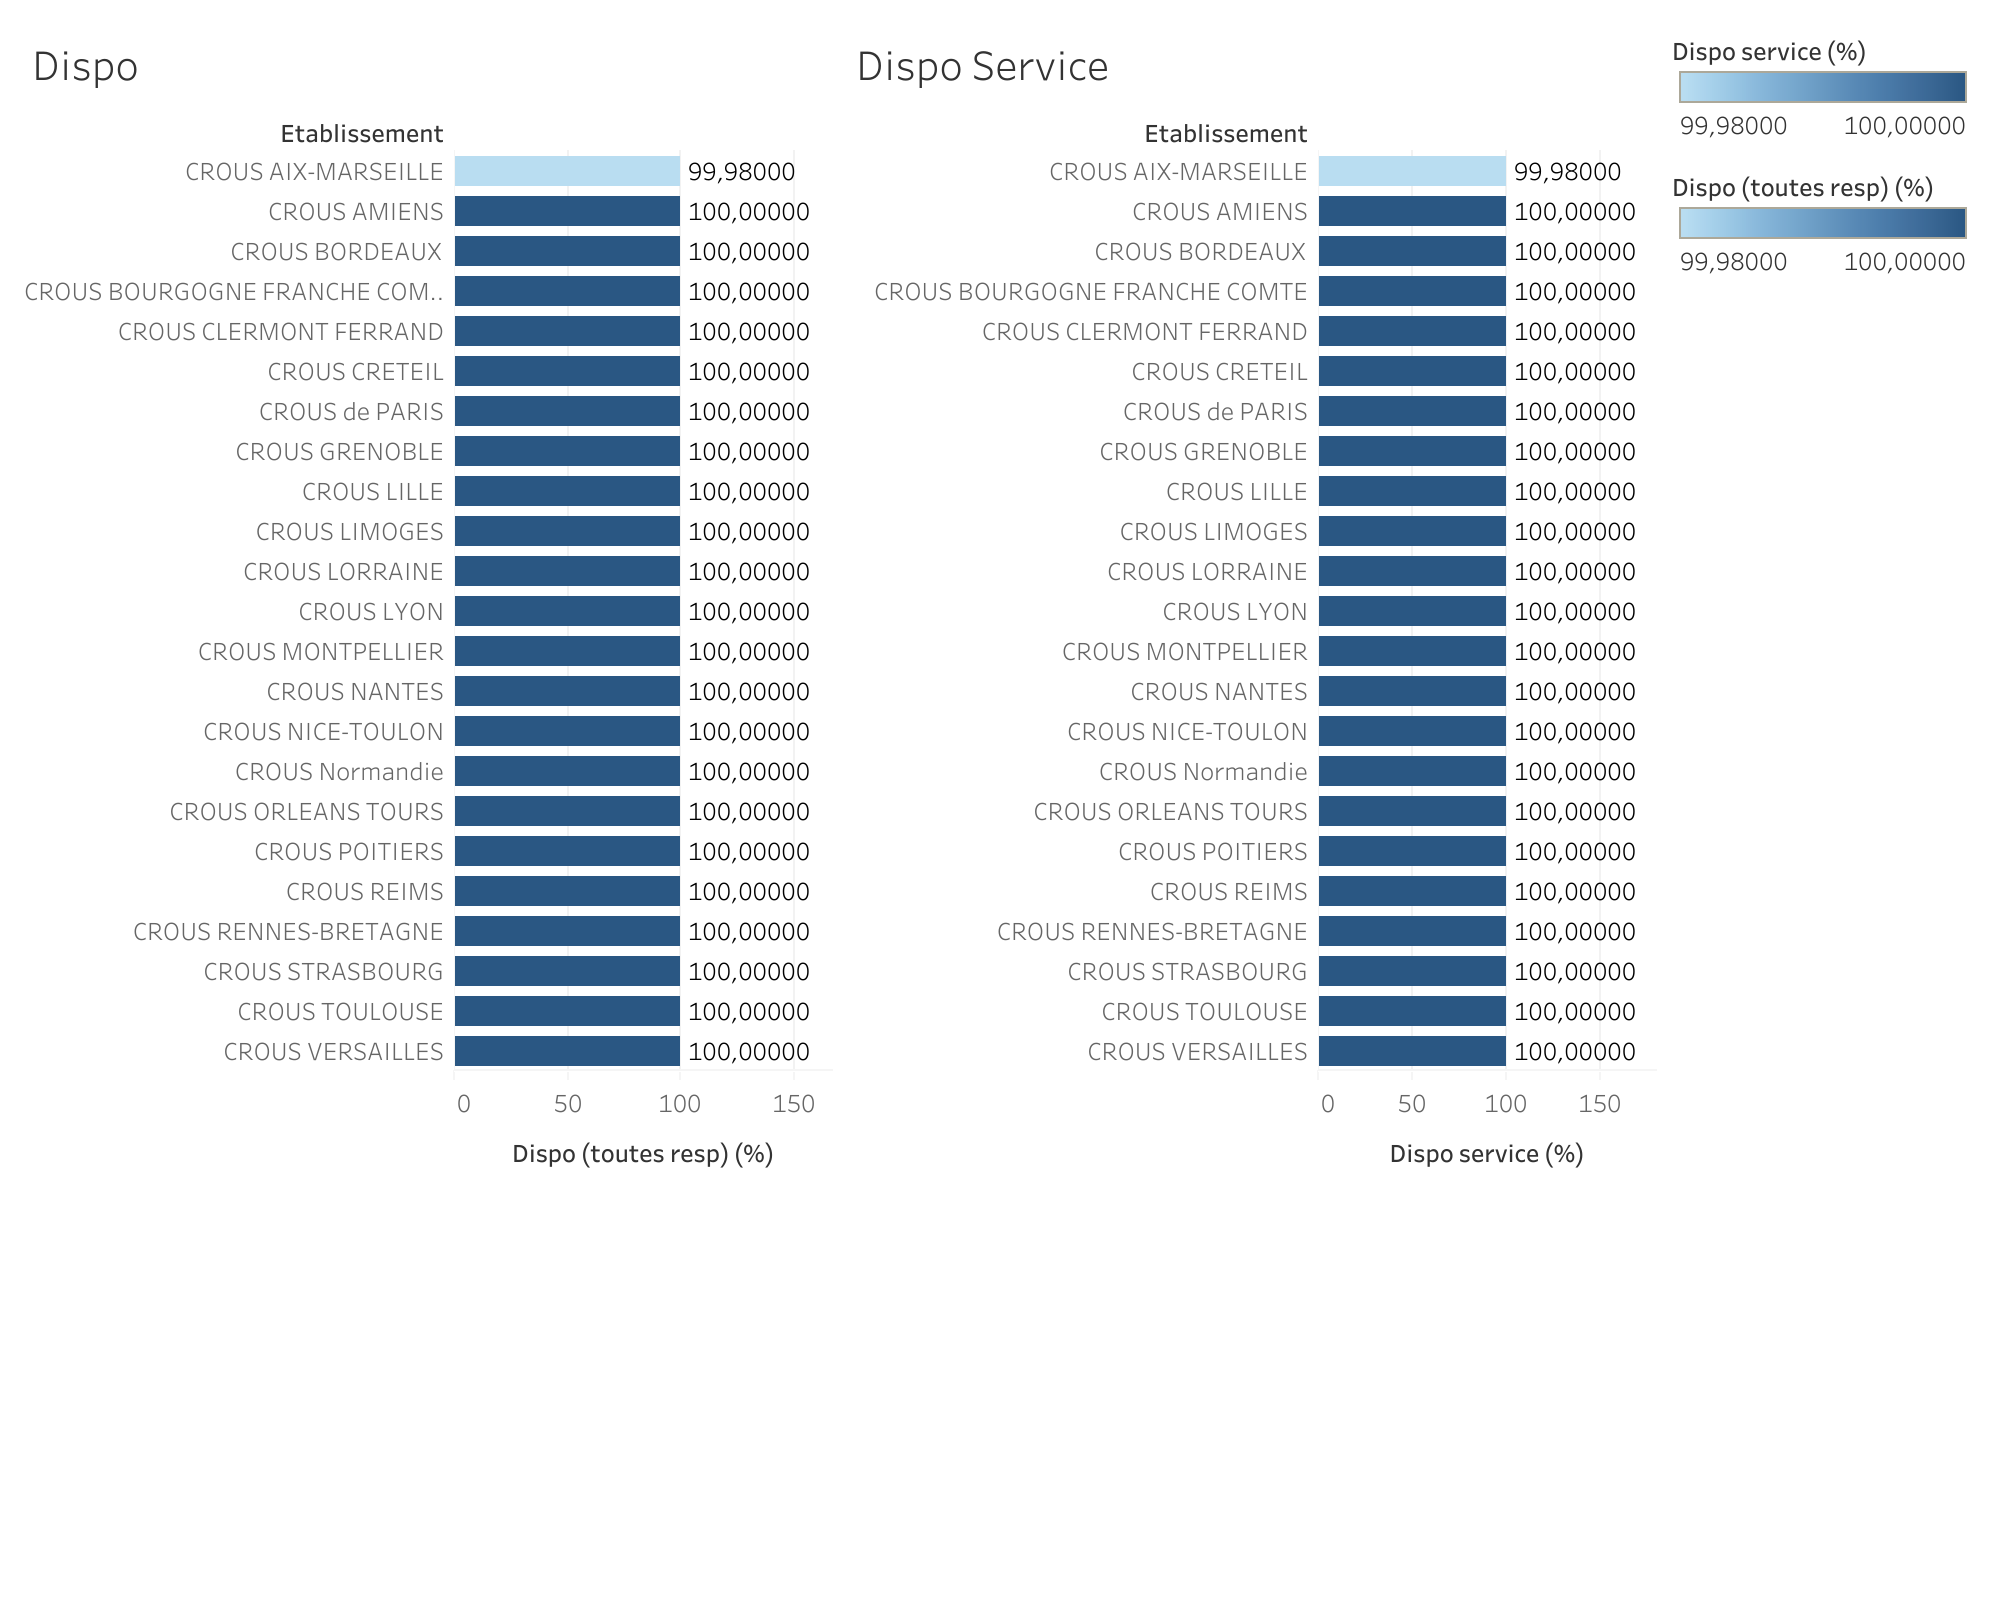 Dispo
Etablissement
CROUS AIX-MARSEILLE 99,98000
CROUS AMIENS 100,00000
CROUS BORDEAUX 100,00000
CROUS BOURGOGNE FRANCHE COM.. 100,00000
CROUS CLERMONT FERRAND 100,00000
CROUS CRETEIL 100,00000
CROUS de PARIS 100,00000
CROUS GRENOBLE 100,00000
CROUS LILLE 100,00000
CROUS LIMOGES 100,00000
CROUS LORRAINE 100,00000
CROUS LYON 100,00000
CROUS MONTPELLIER 100,00000
CROUS NANTES 100,00000
CROUS NICE-TOULON 100,00000
CROUS Normandie 100,00000
CROUS ORLEANS TOURS 100,00000
CROUS POITIERS 100,00000
CROUS REIMS 100,00000
CROUS RENNES-BRETAGNE 100,00000
CROUS STRASBOURG 100,00000
CROUS TOULOUSE 100,00000
CROUS VERSAILLES 100,00000
0 50 100 150
Dispo (toutes resp) (%)
Dispo Service
Etablissement
CROUS AIX-MARSEILLE 99,98000
CROUS AMIENS 100,00000
CROUS BORDEAUX 100,00000
CROUS BOURGOGNE FRANCHE COMTE 100,00000
CROUS CLERMONT FERRAND 100,00000
CROUS CRETEIL 100,00000
CROUS de PARIS 100,00000
CROUS GRENOBLE 100,00000
CROUS LILLE 100,00000
CROUS LIMOGES 100,00000
CROUS LORRAINE 100,00000
CROUS LYON 100,00000
CROUS MONTPELLIER 100,00000
CROUS NANTES 100,00000
CROUS NICE-TOULON 100,00000
CROUS Normandie 100,00000
CROUS ORLEANS TOURS 100,00000
CROUS POITIERS 100,00000
CROUS REIMS 100,00000
CROUS RENNES-BRETAGNE 100,00000
CROUS STRASBOURG 100,00000
CROUS TOULOUSE 100,00000
CROUS VERSAILLES 100,00000
0 50 100 150
Dispo service (%)
Dispo service (%)
99,98000 100,00000
Dispo (toutes resp) (%)
99,98000 100,00000